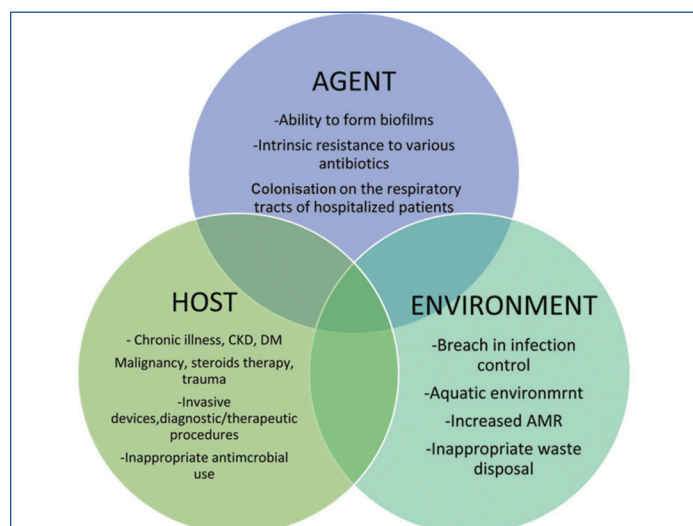 AGENT
-Ability to form biofilms
-Intrinsic resistance to various
antibiotics
Colonisation on the respiratory
tracts of hospitalized patients
HOST
- Chronic illness, CKD, DM
Malignancy, steroids therapy,
trauma
-Invasive
devices,diagnostic/therapeutic
procedures
-Inappropriate antimcrobial
use
ENVIRONMENT
-Breach in infection
control
-Aquatic environmrnt
-Increased AMR
-Inappropriate waste
disposal